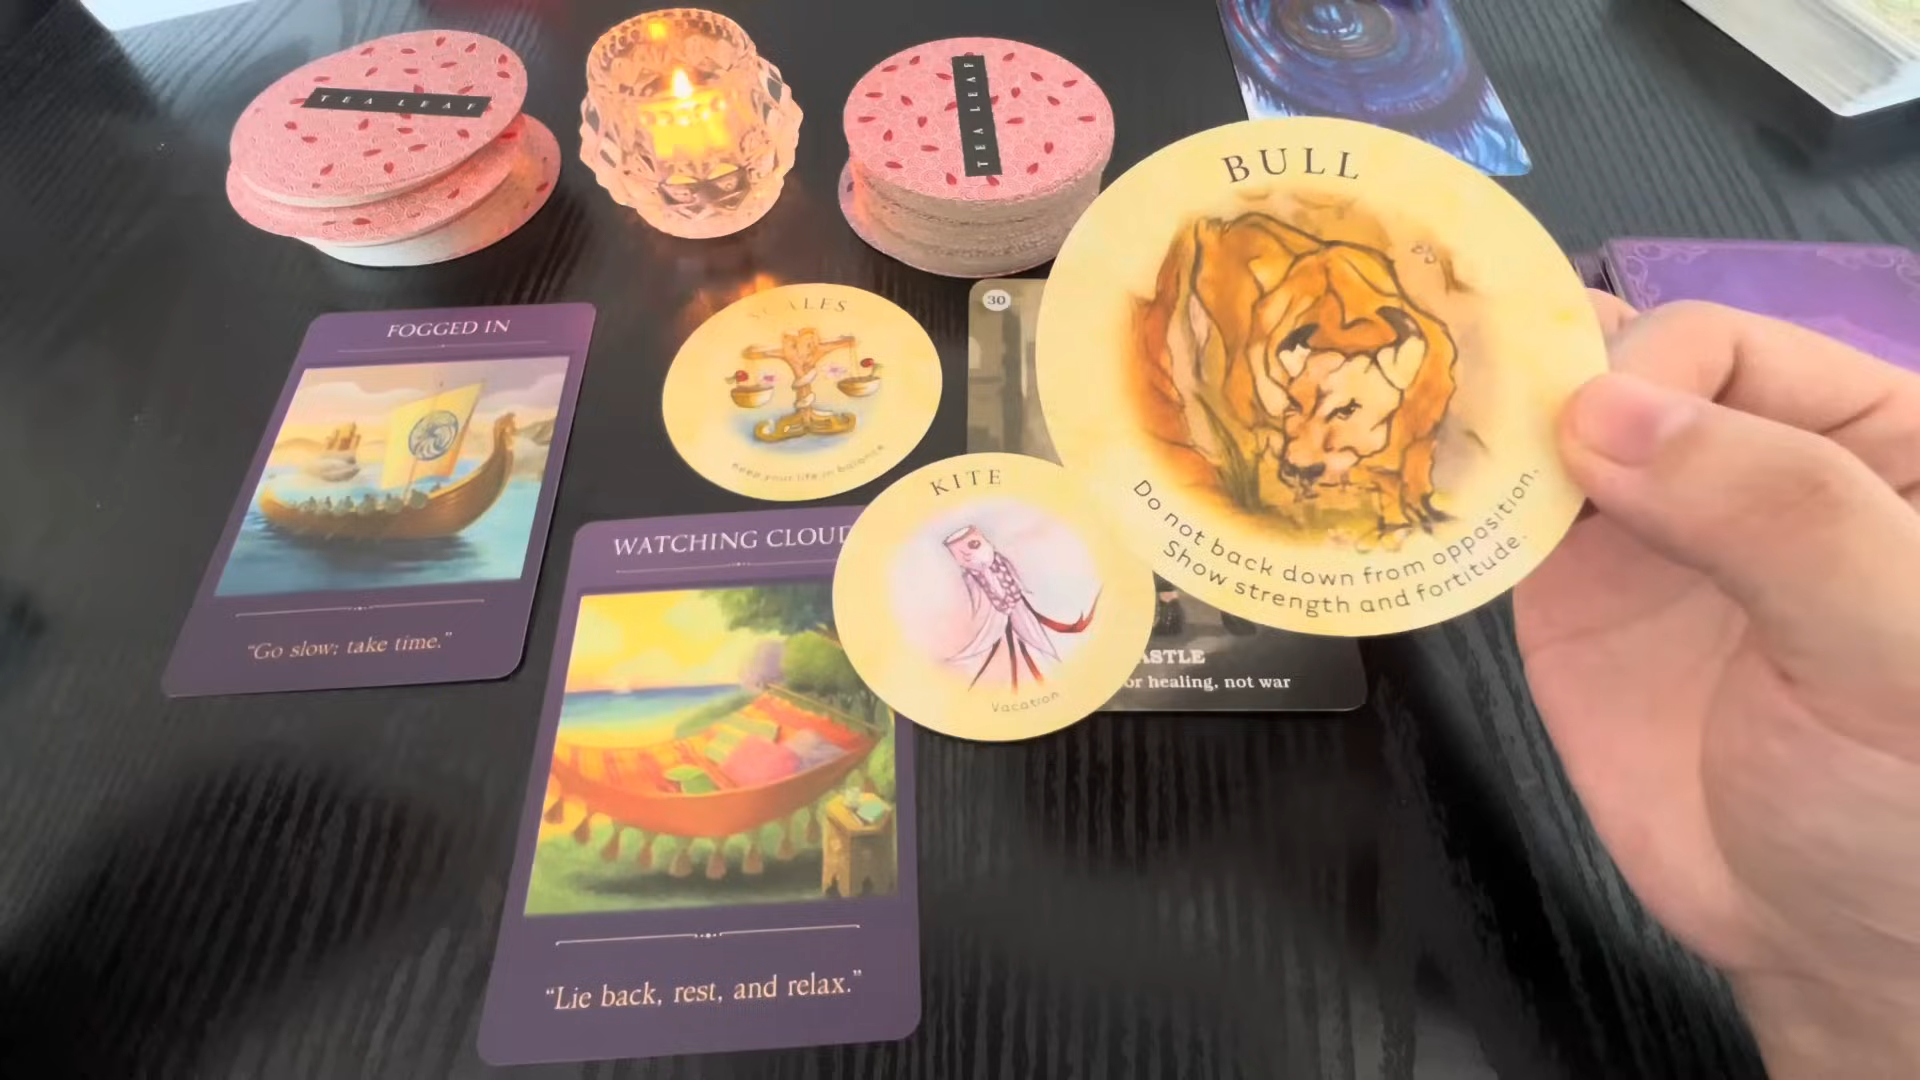 TEA LEAF
TEA LEAF
BULL
Do not back down from opposition.
Show strength and fortitude.
FOGGED IN
"Go slow; take time."
SCALES
Keep your life in balance
30
KITE
Vacation
WATCHING CLOUD
"Lie back, rest, and relax."
ASTLE
or healing, not war